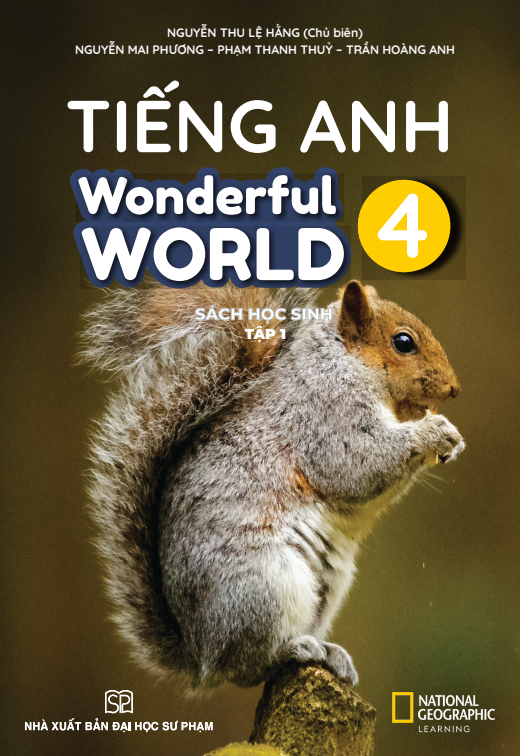 NGUYỄN THU LỆ HẰNG (Chủ biên)
NGUYỄN MAI PHƯƠNG – PHẠM THANH THUỶ – TRẦN HOÀNG ANH
TIẾNG ANH
Wonderful
WORLD
4
SÁCH HỌC SINH
TẬP 1
SP
NHÀ XUẤT BẢN ĐẠI HỌC SƯ PHẠM
NATIONAL
GEOGRAPHIC
LEARNING